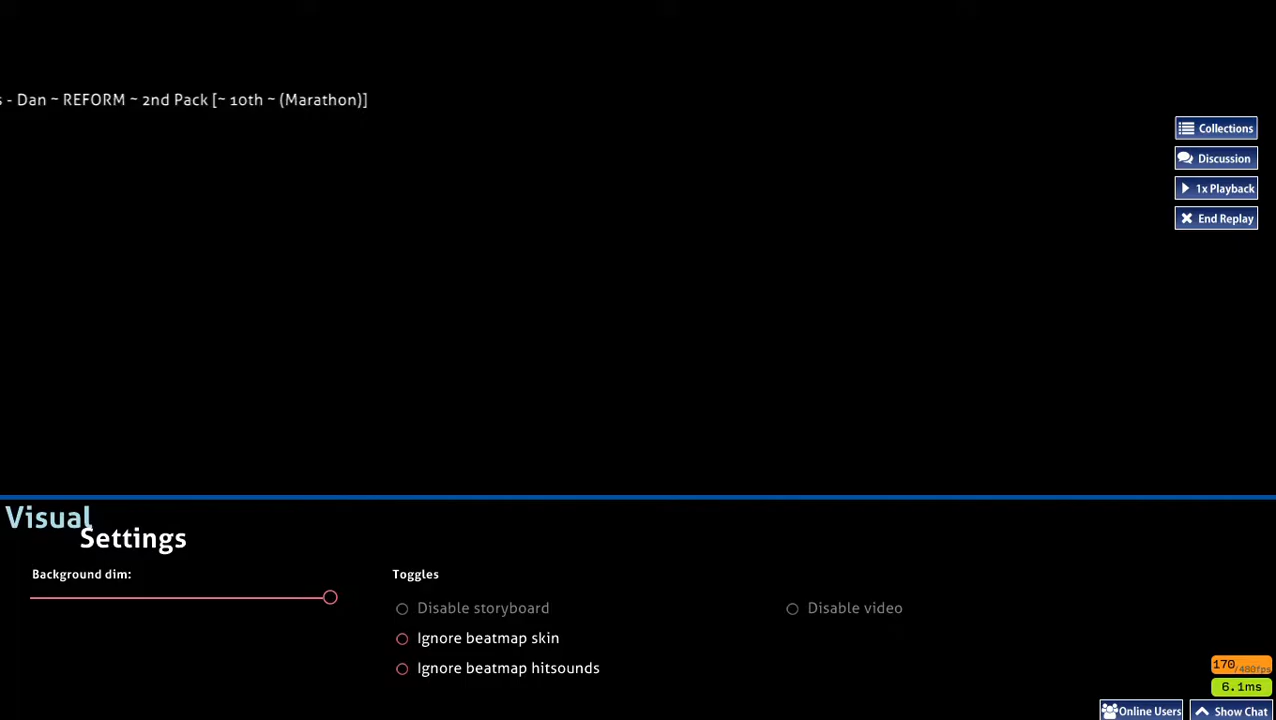 s - Dan ~ REFORM ~ 2nd Pack [~ 10th ~ (Marathon)]
Collections
Discussion
1x Playback
End Replay
Visual
Settings
Background dim:
Toggles
Disable storyboard
Disable video
Ignore beatmap skin
Ignore beatmap hitsounds
170/480fps
6.1ms
Online Users
Show Chat